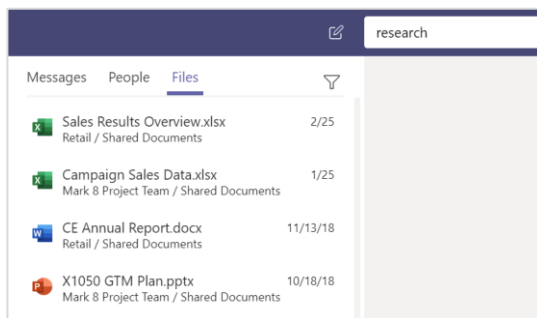 research
Messages People Files
Sales Results Overview.xlsx 2/25
Retail / Shared Documents
Campaign Sales Data.xlsx 1/25
Mark 8 Project Team / Shared Documents
CE Annual Report.docx 11/13/18
Retail / Shared Documents
X1050 GTM Plan.pptx 10/18/18
Mark 8 Project Team / Shared Documents